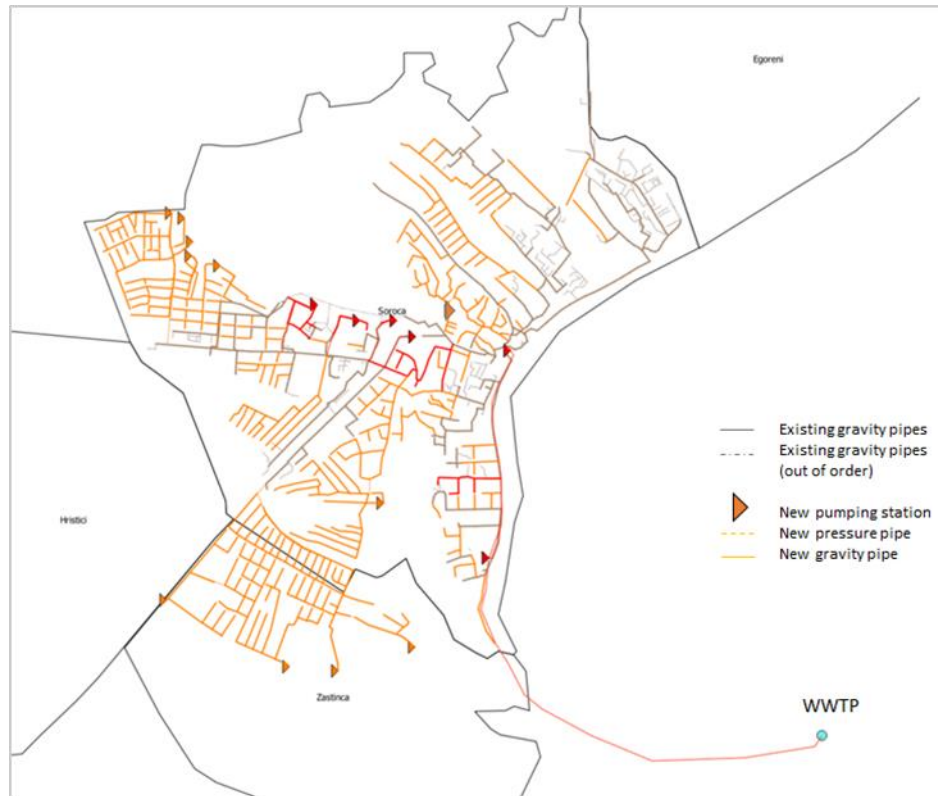 Egoreni
Soroca
Existing gravity pipes
Existing gravity pipes
(out of order)
Hristici
New pumping station
New pressure pipe
New gravity pipe
Zastinca
WWTP